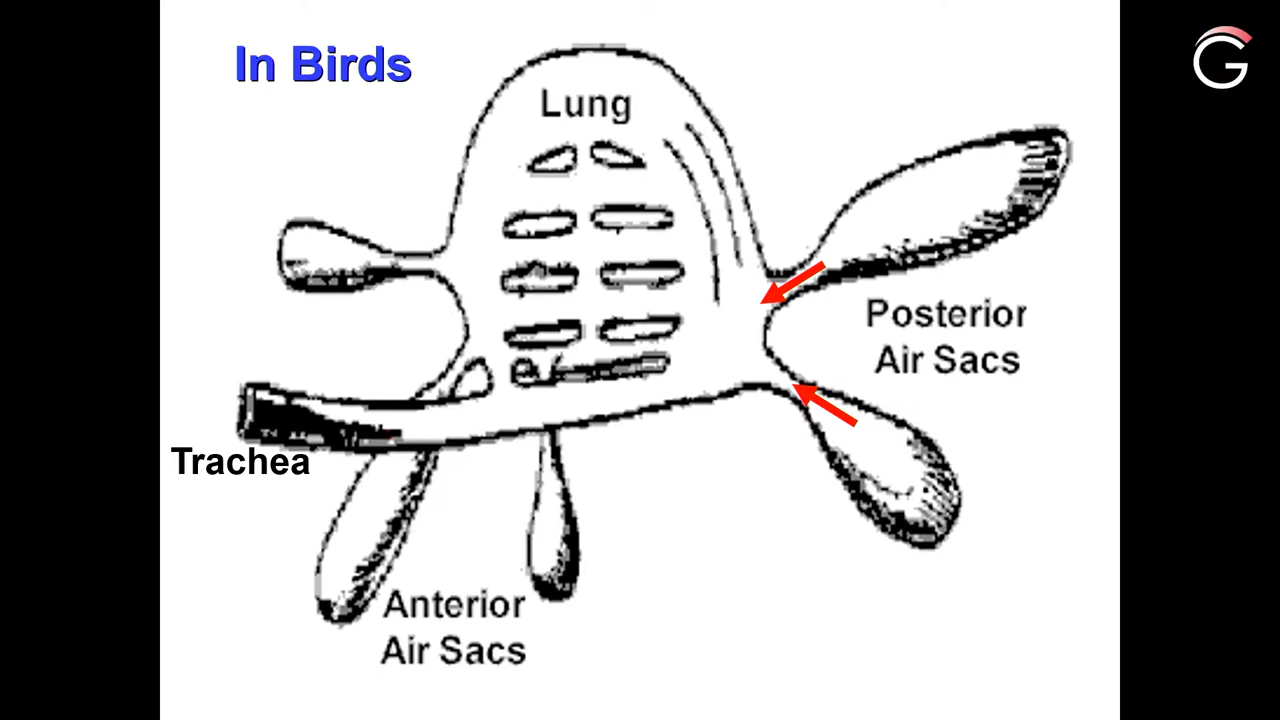 In Birds
Lung
Posterior
Air Sacs
Trachea
Anterior
Air Sacs
G